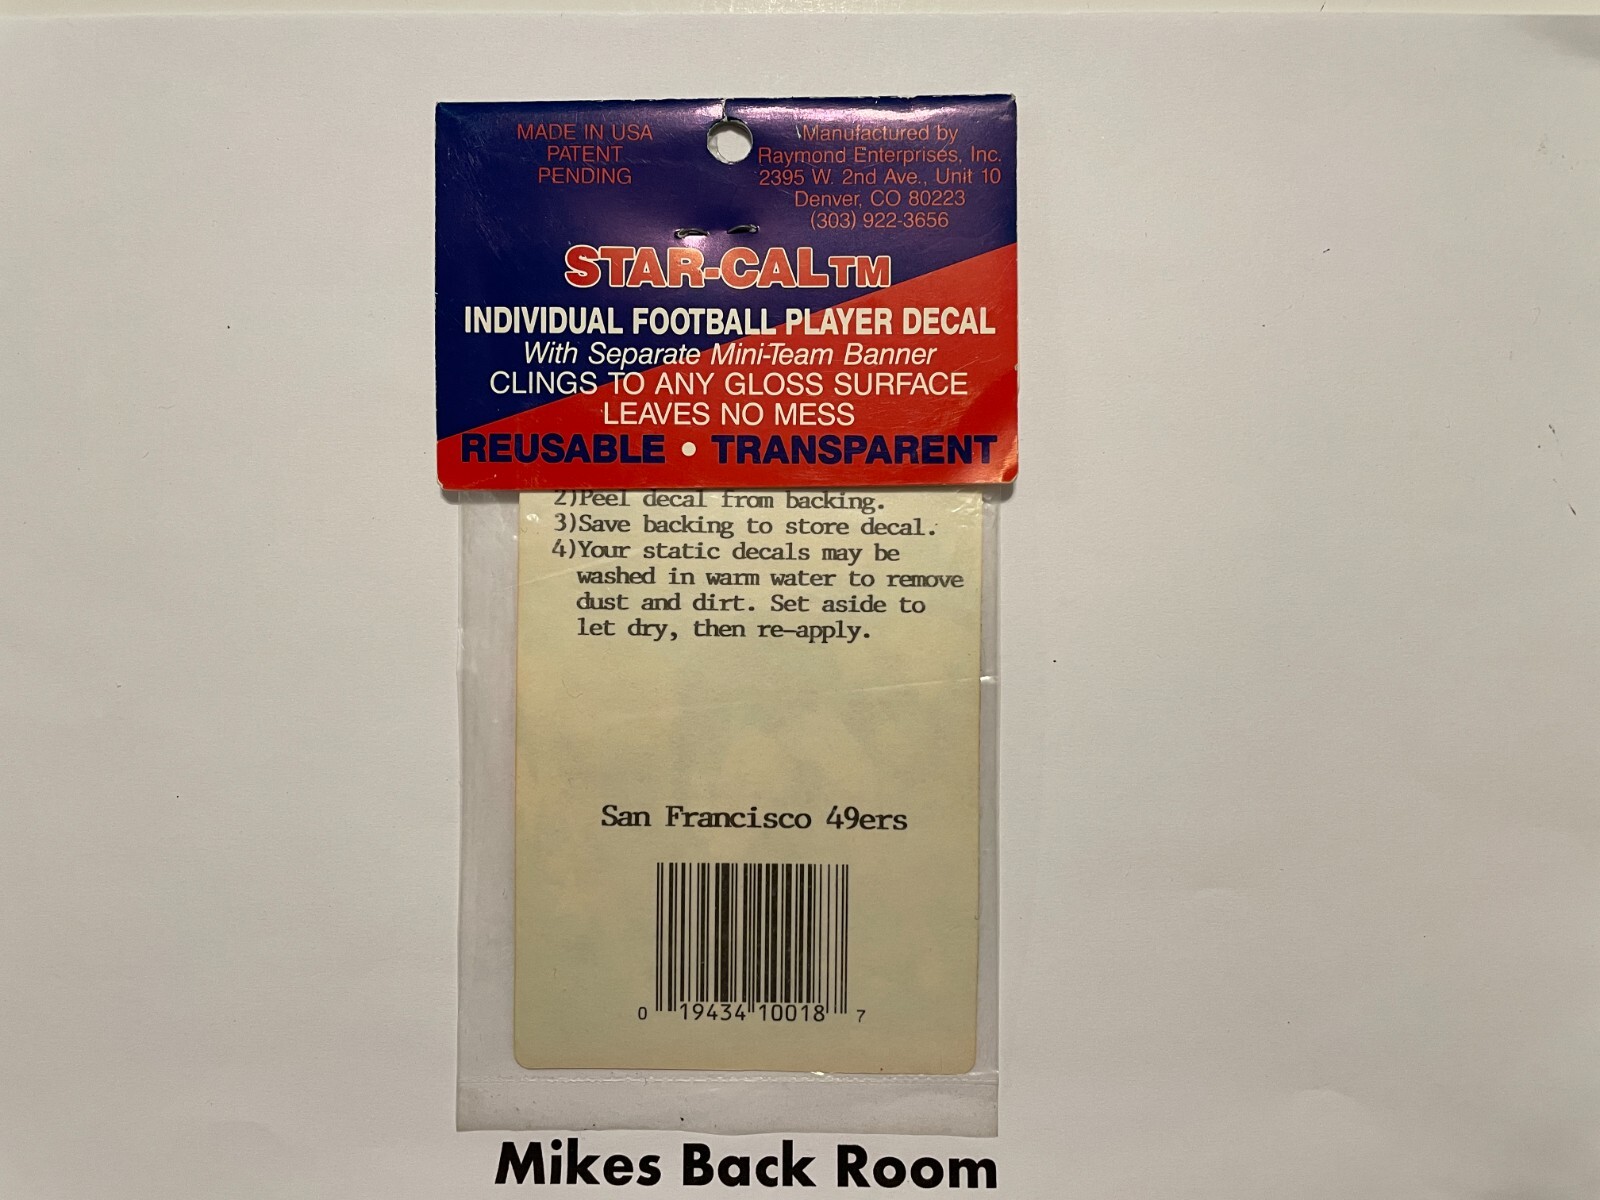 MADE IN USA
PATENT
PENDING
Manufactured by
Raymond Enterprises, Inc.
2395 W. 2nd Ave., Unit 10
Denver, CO 80223
(303) 922-3656
STAR-CAL™
INDIVIDUAL FOOTBALL PLAYER DECAL
With Separate Mini-Team Banner
CLINGS TO ANY GLOSS SURFACE
LEAVES NO MESS
REUSABLE • TRANSPARENT
2)Peel decal from backing.
3)Save backing to store decal.
4)Your static decals may be
washed in warm water to remove
dust and dirt. Set aside to
let dry, then re-apply.
San Francisco 49ers
0 19434 10018 7
Mikes Back Room